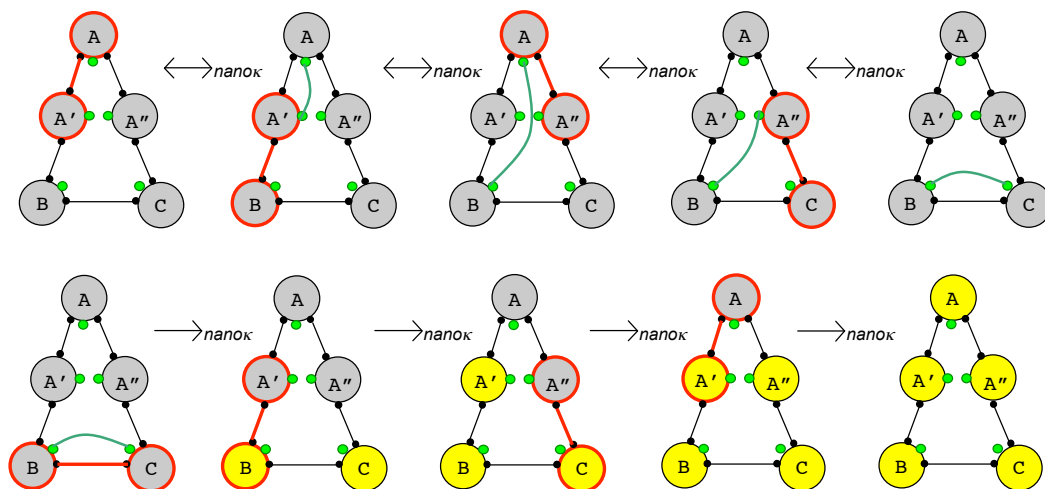 A A A A A
⟷nanoκ ⟷nanoκ ⟷nanoκ ⟷nanoκ
A′ A″ A′ A″ A′ A″ A′ A″ A′ A″
B C B C B C B C B C
A A A A A
⟶nanoκ ⟶nanoκ ⟶nanoκ ⟶nanoκ
A′ A″ A′ A″ A′ A″ A′ A″ A′ A″
B C B C B C B C B C